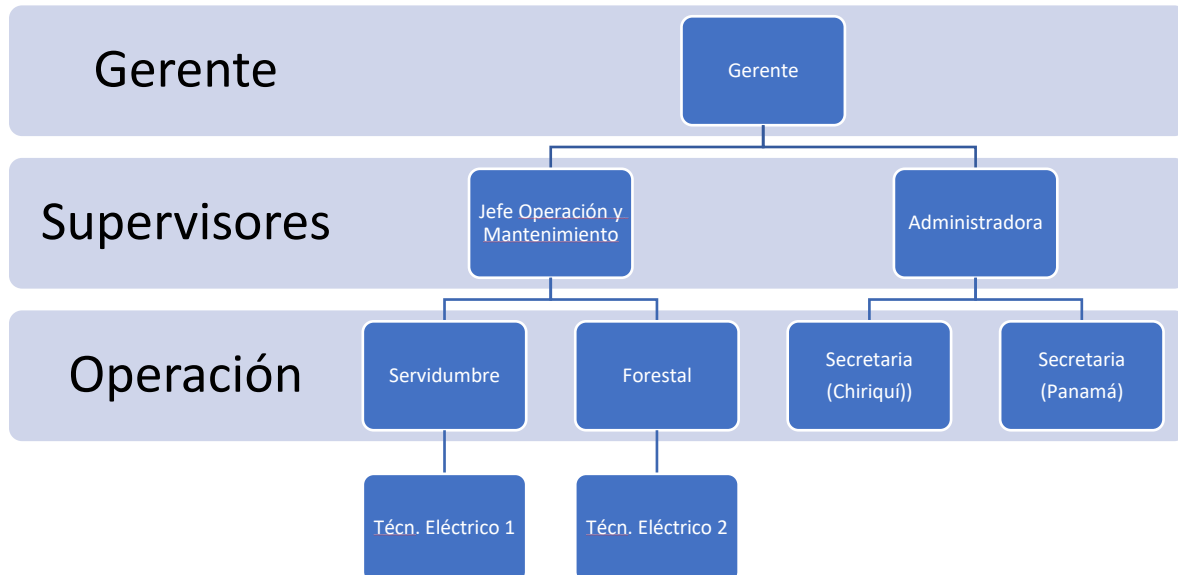 Gerente
Gerente
Supervisores
Jefe Operación y
Mantenimiento
Administradora
Operación
Servidumbre
Forestal
Secretaria
(Chiriquí))
Secretaria
(Panamá)
Técn. Eléctrico 1
Técn. Eléctrico 2